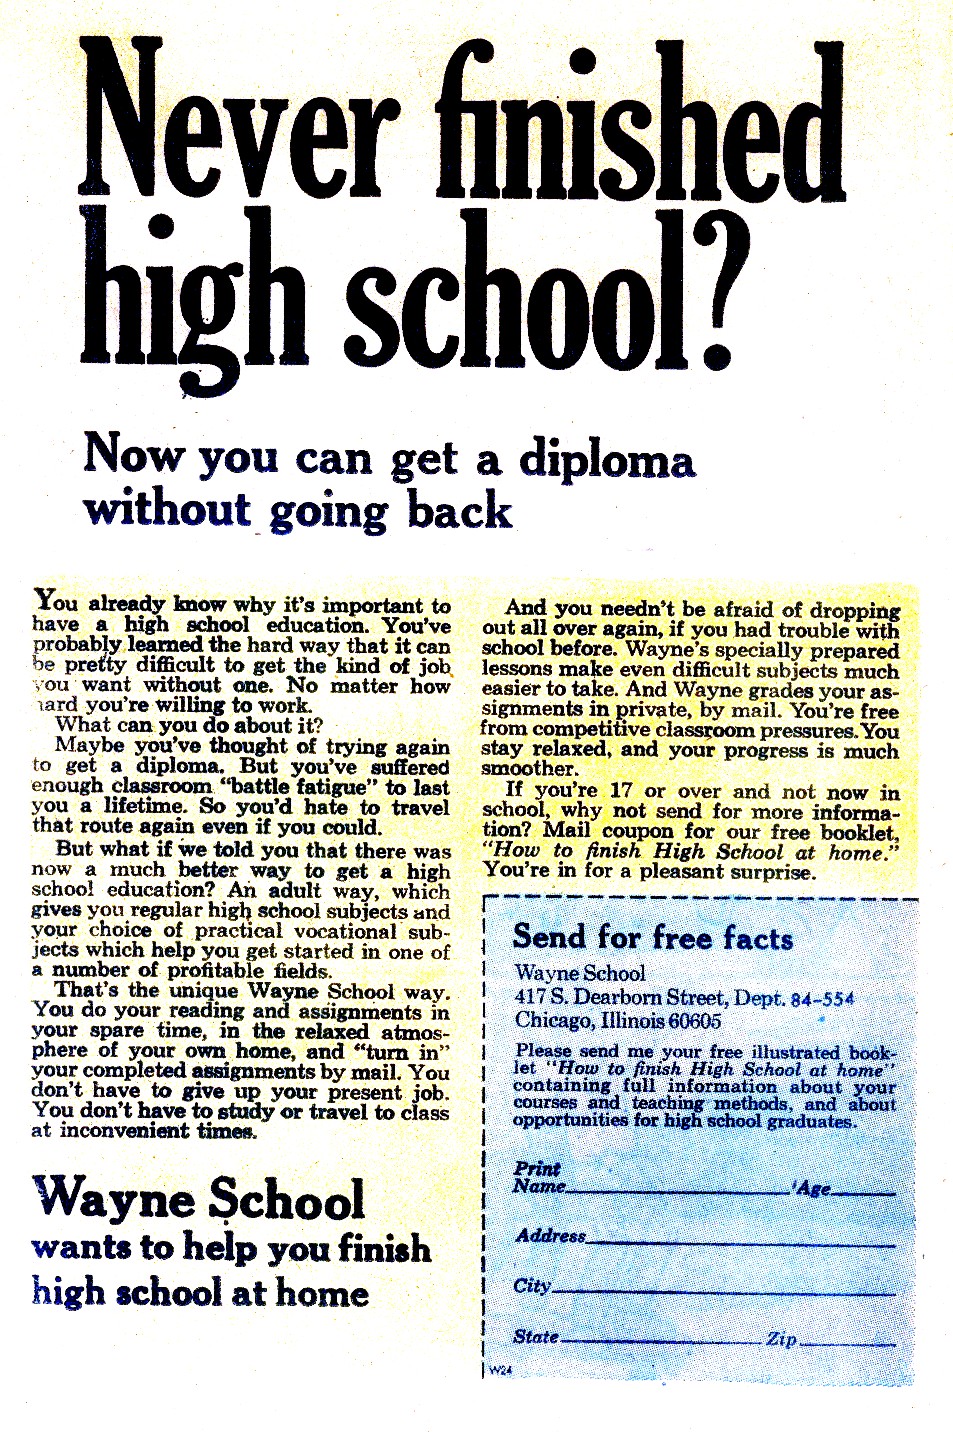 Never finished
high school?
Now you can get a diploma
without going back
You already know why it's important to
have a high school education. You've
probably learned the hard way that it can
be pretty difficult to get the kind of job
you want without one. No matter how
hard you're willing to work.
What can you do about it?
Maybe you've thought of trying again
to get a diploma. But you've suffered
enough classroom “battle fatigue” to last
you a lifetime. So you'd hate to travel
that route again even if you could.
But what if we told you that there was
now a much better way to get a high
school education? An adult way, which
gives you regular high school subjects and
your choice of practical vocational sub-
jects which help you get started in one of
a number of profitable fields.
That's the unique Wayne School way.
You do your reading and assignments in
your spare time, in the relaxed atmos-
phere of your own home, and “turn in”
your completed assignments by mail. You
don't have to give up your present job.
You don't have to study or travel to class
at inconvenient times.
Wayne School
wants to help you finish
high school at home
And you needn't be afraid of dropping
out all over again, if you had trouble with
school before. Wayne's specially prepared
lessons make even difficult subjects much
easier to take. And Wayne grades your as-
signments in private, by mail. You're free
from competitive classroom pressures. You
stay relaxed, and your progress is much
smoother.
If you're 17 or over and not now in
school, why not send for more informa-
tion? Mail coupon for our free booklet,
“How to finish High School at home.”
You're in for a pleasant surprise.
Send for free facts
Wayne School
417 S. Dearborn Street, Dept. 84-554
Chicago, Illinois 60605
Please send me your free illustrated book-
let “How to finish High School at home”
containing full information about your
courses and teaching methods, and about
opportunities for high school graduates.
Print
Name Age
Address
City
State Zip
W24